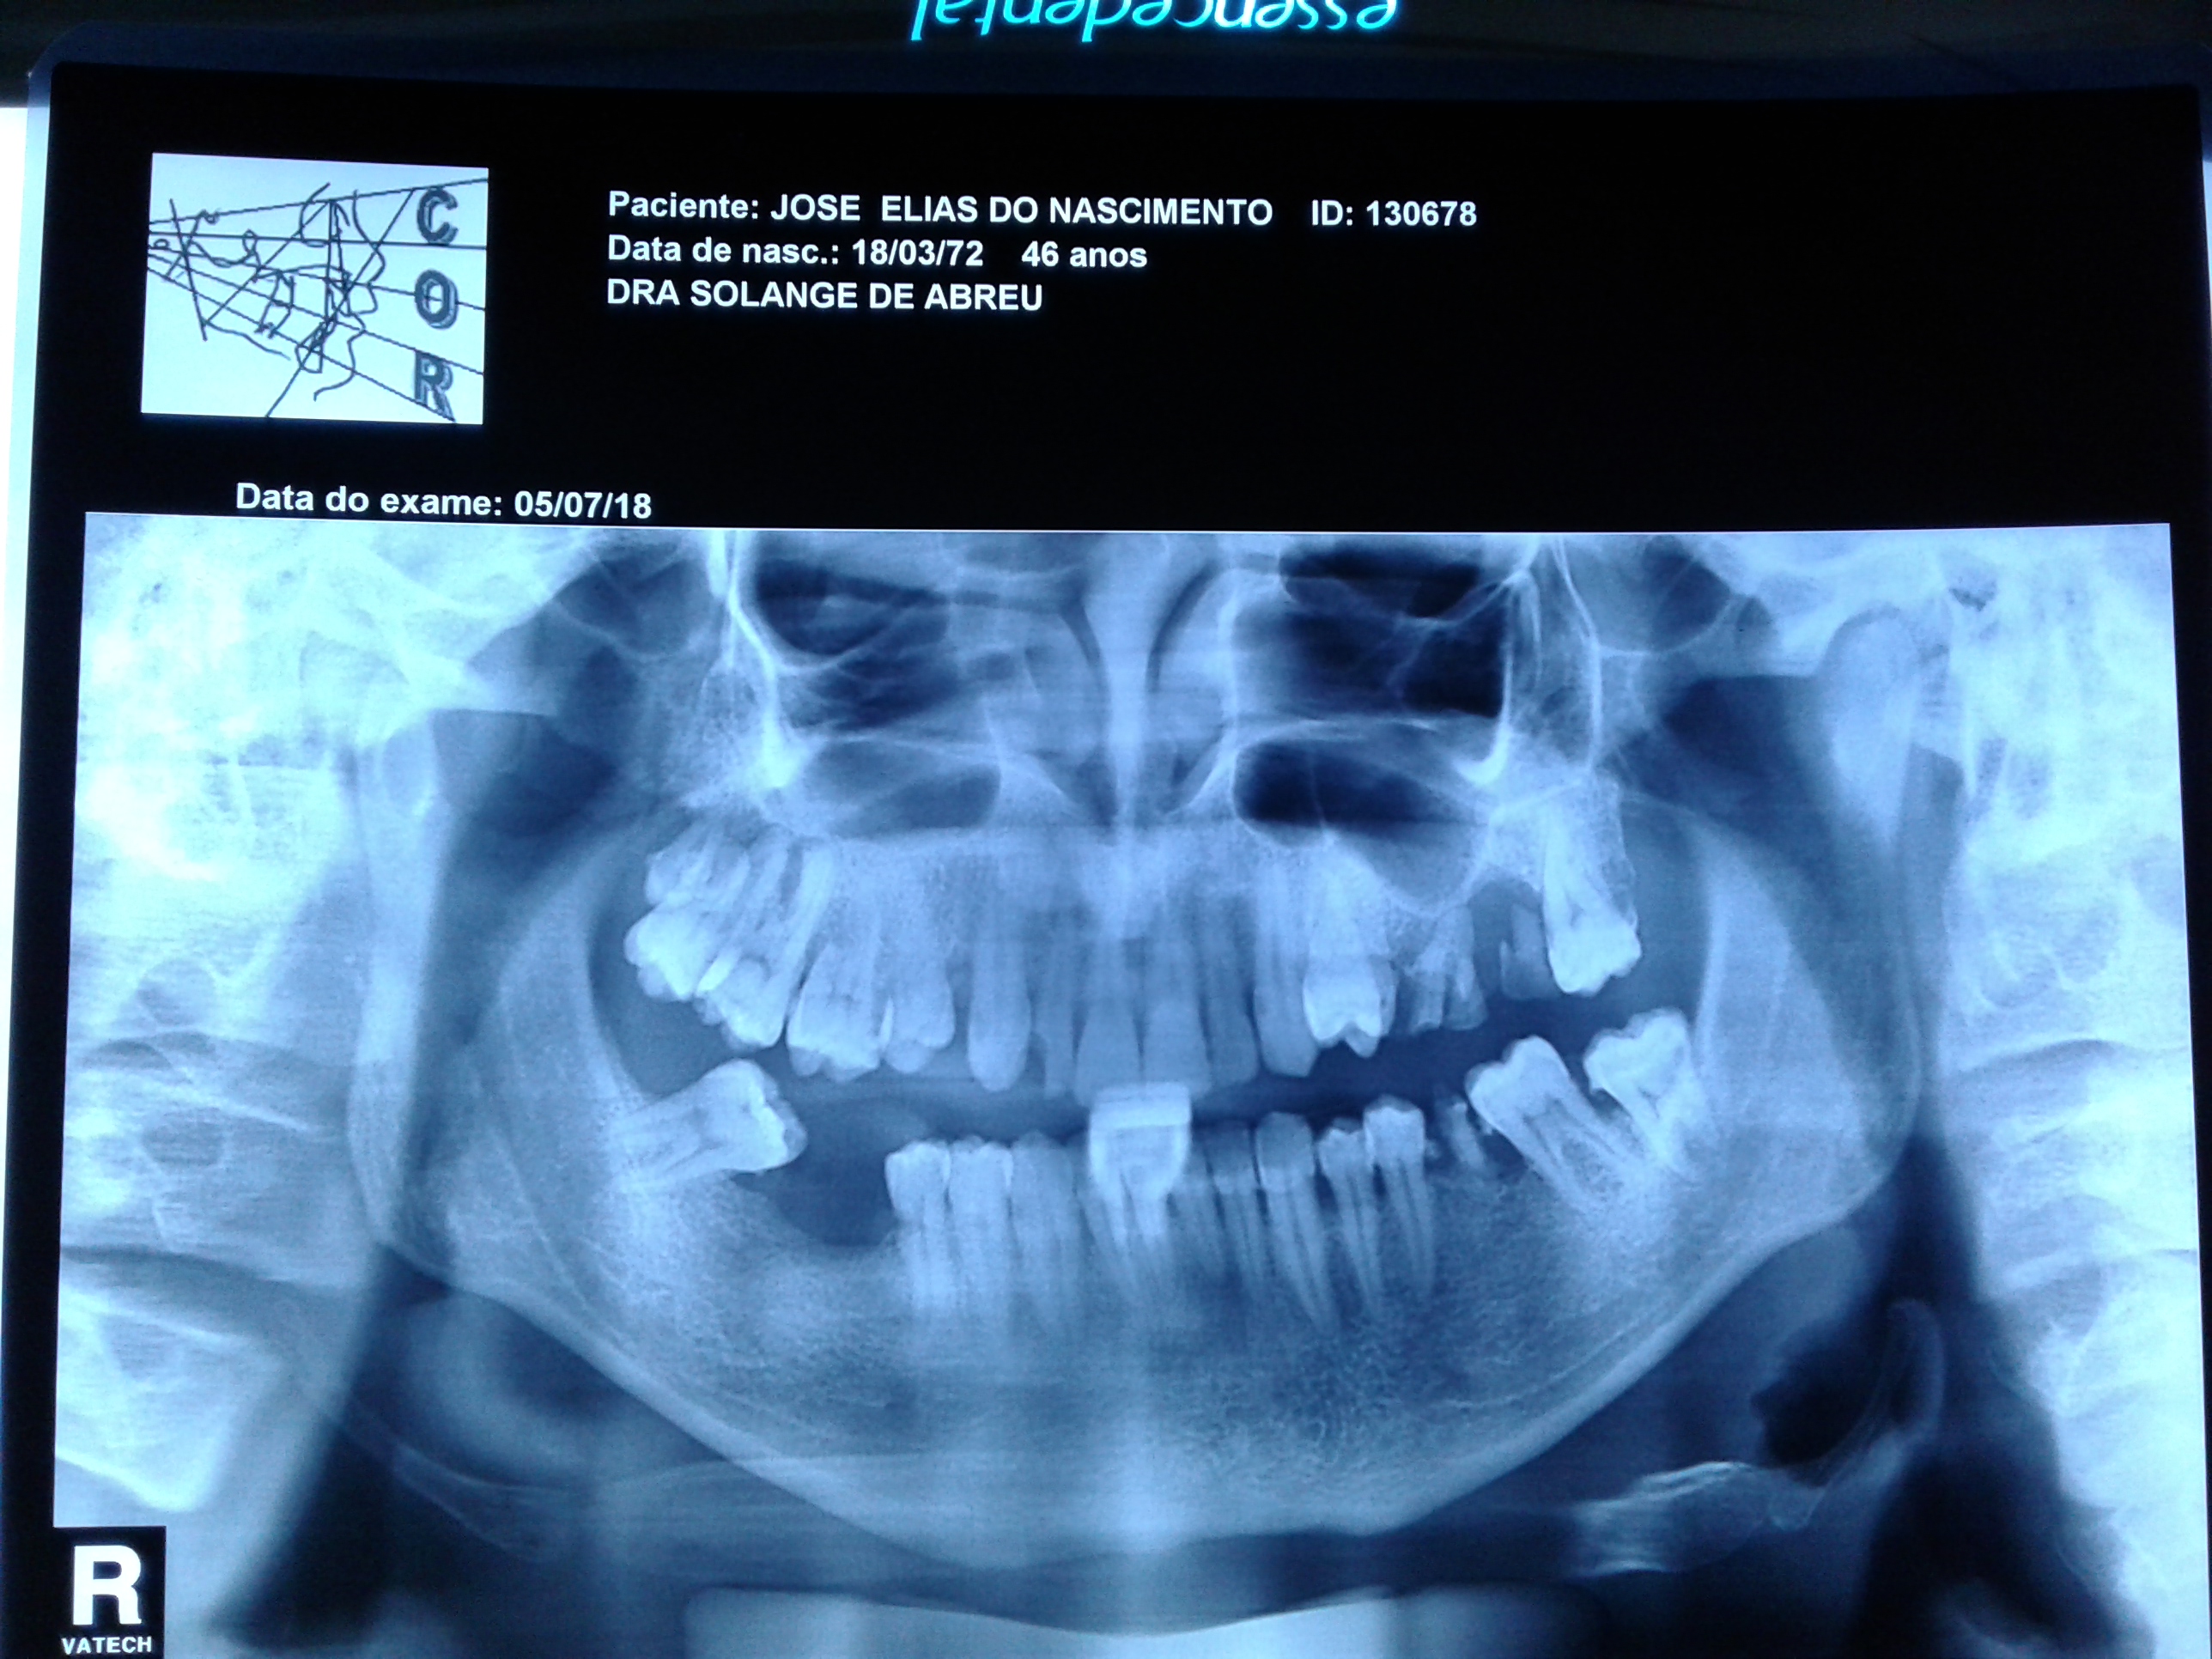 essencedental
C
O
R
Paciente: JOSE ELIAS DO NASCIMENTO ID: 130678
Data de nasc.: 18/03/72 46 anos
DRA SOLANGE DE ABREU
Data do exame: 05/07/18
R
VATECH